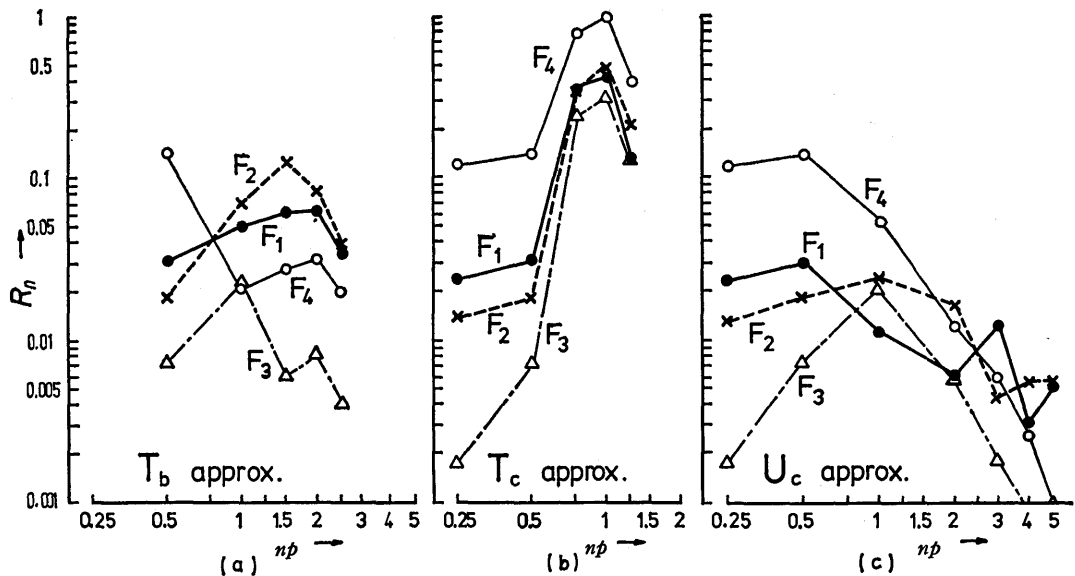 1
0.5
0.1
0.05
0.01
0.005
0.001
Rn
F2
F1
F4
F3
Tb approx.
0.25 0.5 1 1.5 2 3 4 5
(a) np
F4
F1
F2
F3
Tc approx.
0.25 0.5 1 1.5 2
(b) np
F4
F1
F2
F3
Uc approx.
0.25 0.5 1 2 3 4 5
(c) np